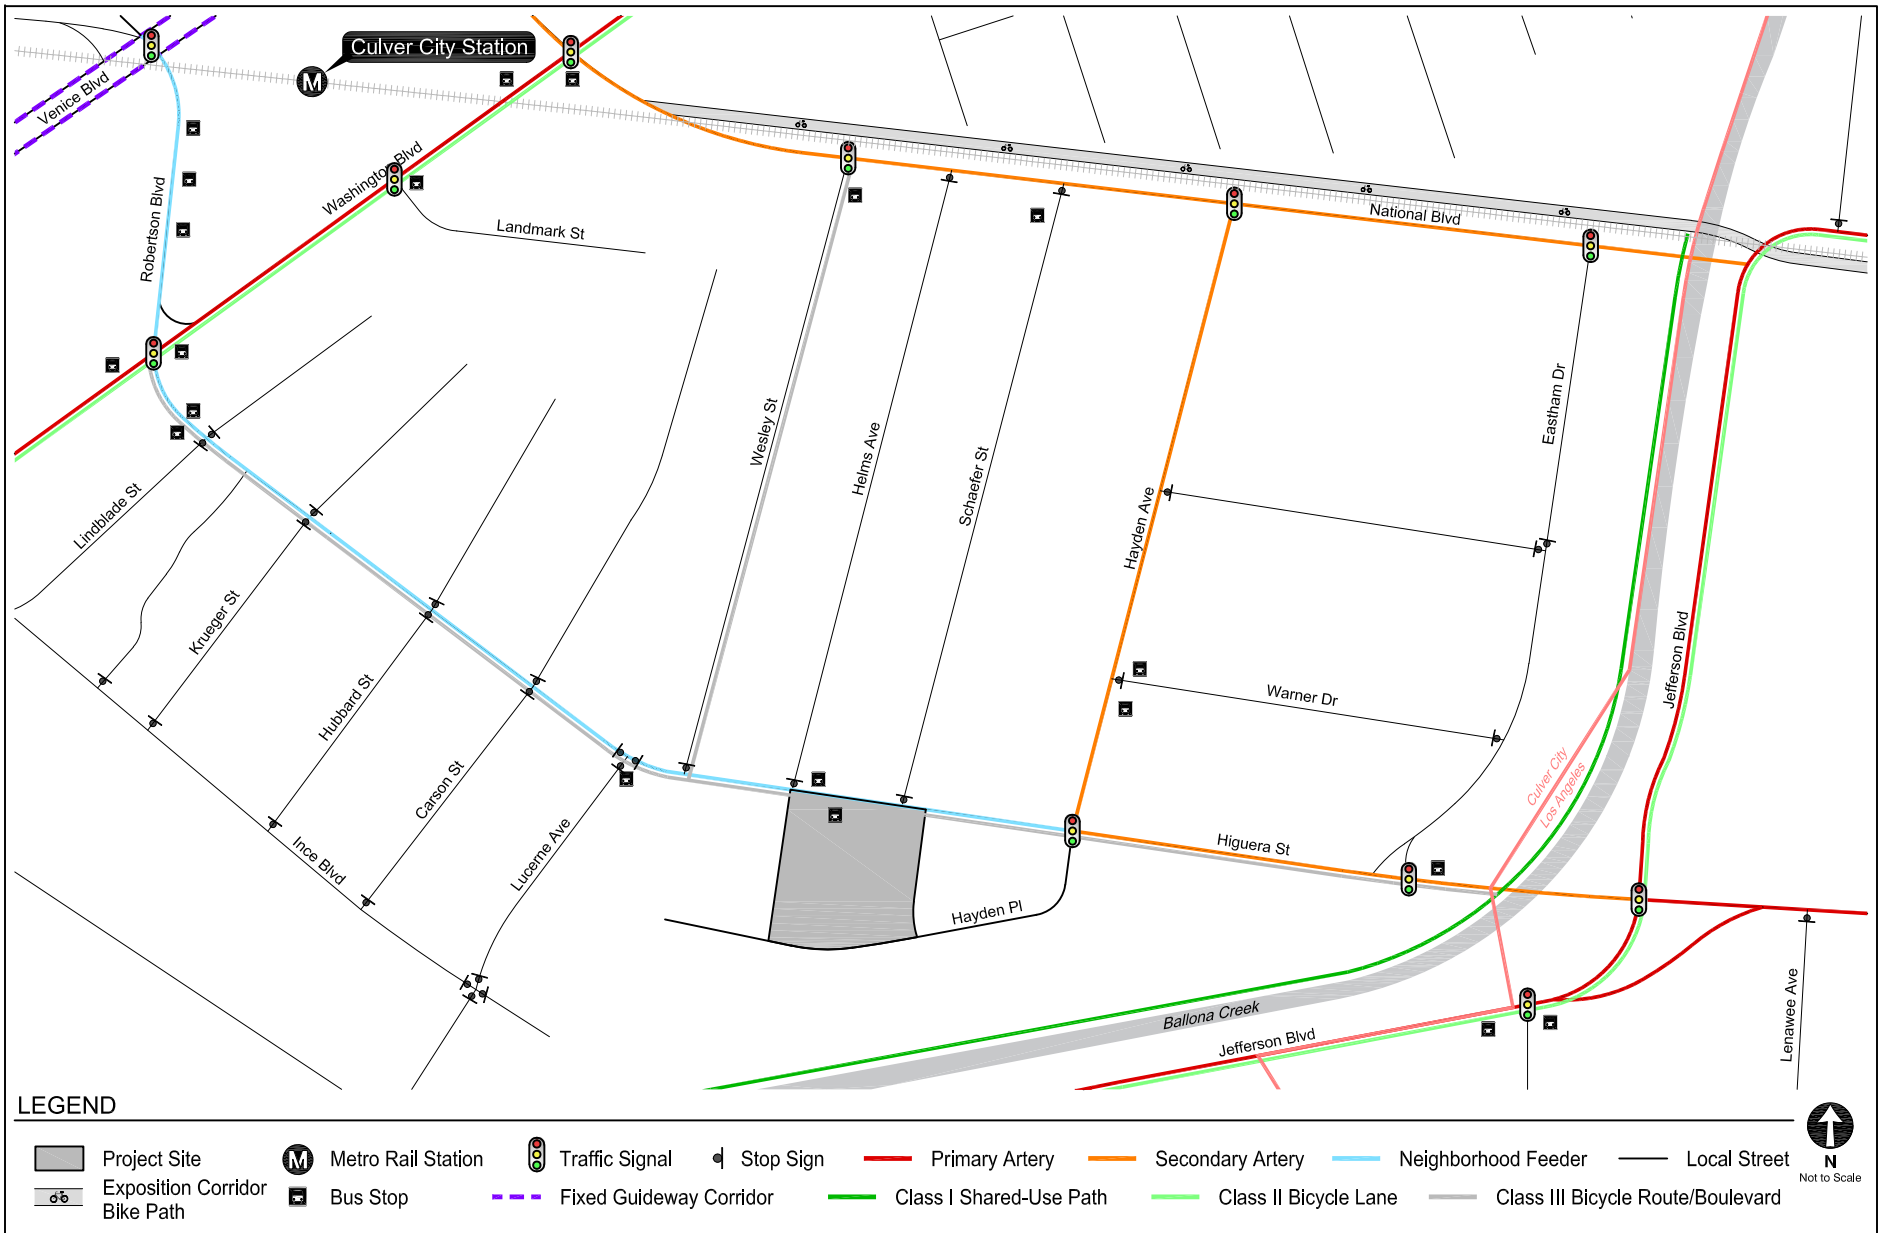 Culver City Station
M
Venice Blvd
Washington Blvd
Robertson Blvd
Landmark St
National Blvd
Eastham Dr
Wesley St
Helms Ave
Schaefer St
Hayden Ave
Lindblade St
Krueger St
Hubbard St
Carson St
Lucerne Ave
Ince Blvd
Warner Dr
Jefferson Blvd
Culver City
Los Angeles
Higuera St
Hayden Pl
Ballona Creek
Jefferson Blvd
Lenawee Ave
LEGEND
Project Site
M Metro Rail Station
Traffic Signal
Stop Sign
Primary Artery
Secondary Artery
Neighborhood Feeder
Local Street
Exposition Corridor
Bike Path
Bus Stop
Fixed Guideway Corridor
Class I Shared-Use Path
Class II Bicycle Lane
Class III Bicycle Route/Boulevard
N
Not to Scale